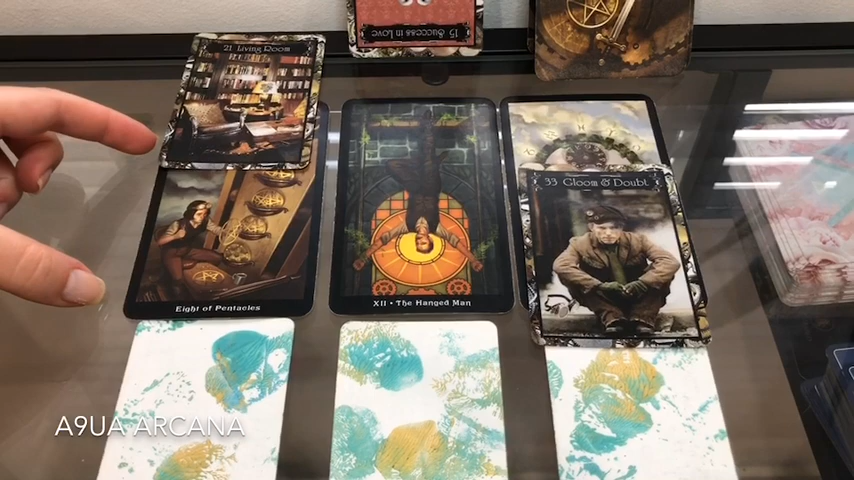 15 Success in Love
21 Living Room
33 Gloom & Doubt
Eight of Pentacles
XII • The Hanged Man
A9UA ARCANA